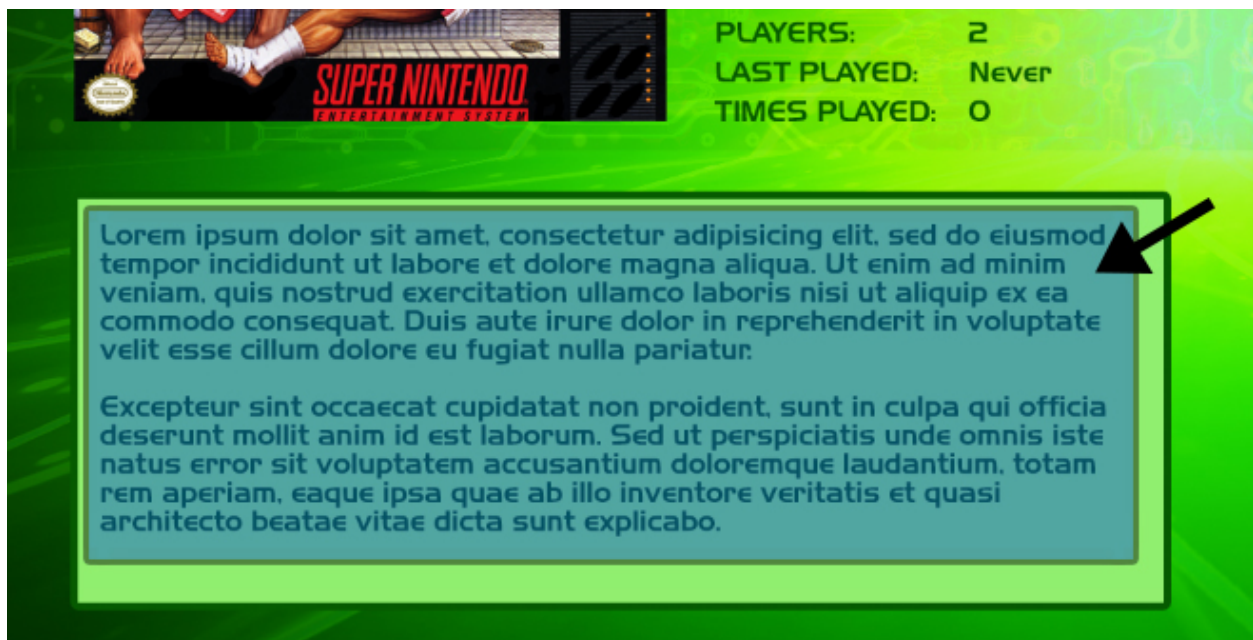 PLAYERS: 2
LAST PLAYED: Never
TIMES PLAYED: 0
SUPER NINTENDO
ENTERTAINMENT SYSTEM
Lorem ipsum dolor sit amet, consectetur adipisicing elit, sed do eiusmod
tempor incididunt ut labore et dolore magna aliqua. Ut enim ad minim
veniam, quis nostrud exercitation ullamco laboris nisi ut aliquip ex ea
commodo consequat. Duis aute irure dolor in reprehenderit in voluptate
velit esse cillum dolore eu fugiat nulla pariatur.
Excepteur sint occaecat cupidatat non proident, sunt in culpa qui officia
deserunt mollit anim id est laborum. Sed ut perspiciatis unde omnis iste
natus error sit voluptatem accusantium doloremque laudantium, totam
rem aperiam, eaque ipsa quae ab illo inventore veritatis et quasi
architecto beatae vitae dicta sunt explicabo.